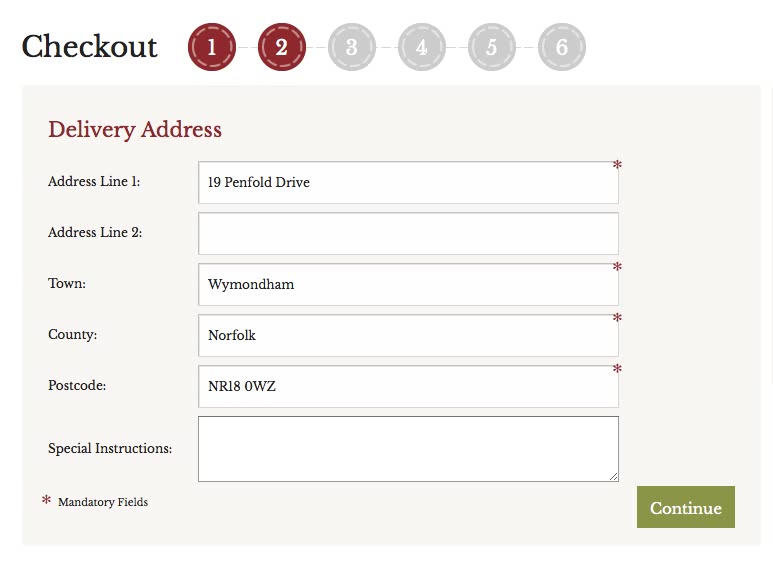 Checkout 1 2 3 4 5 6
Delivery Address
Address Line 1: 19 Penfold Drive *
Address Line 2:
Town: Wymondham *
County: Norfolk *
Postcode: NR18 0WZ *
Special Instructions:
* Mandatory Fields
Continue